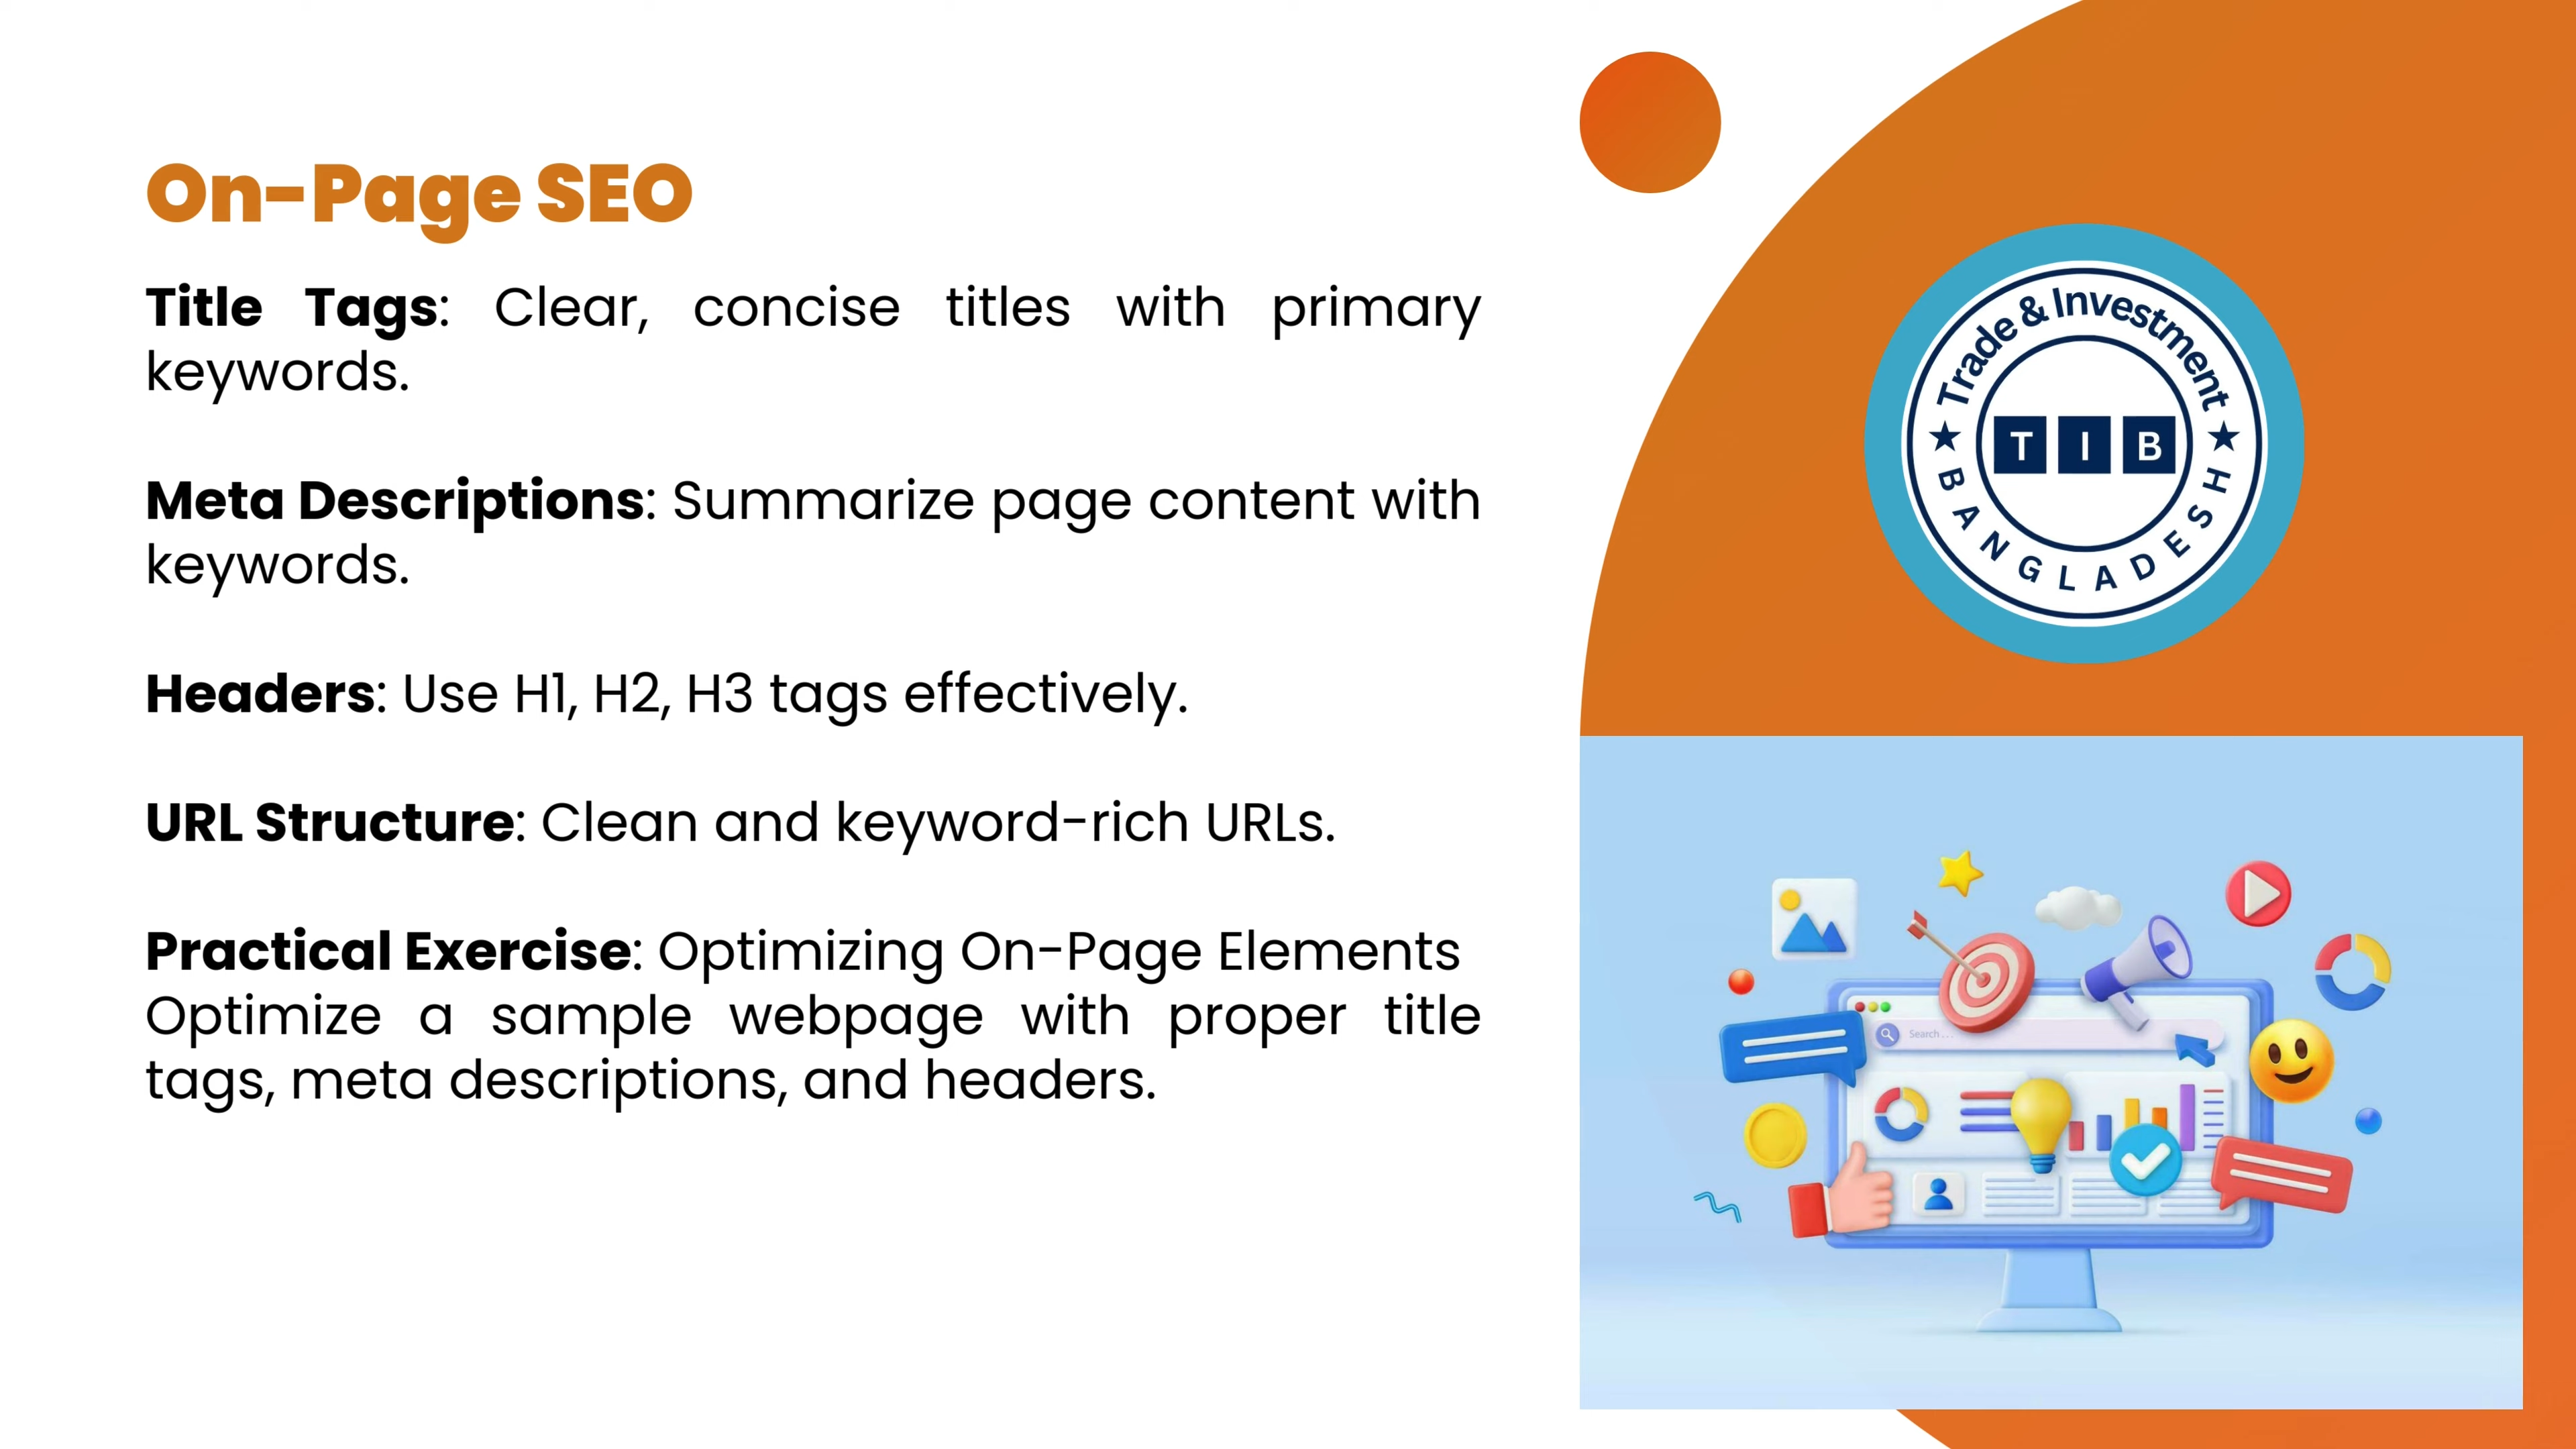 On-Page SEO
Title Tags: Clear, concise titles with primary
keywords.
Meta Descriptions: Summarize page content with
keywords.
Headers: Use H1, H2, H3 tags effectively.
URL Structure: Clean and keyword-rich URLs.
Practical Exercise: Optimizing On-Page Elements
Optimize a sample webpage with proper title
tags, meta descriptions, and headers.
Trade & Investment
TIB
BANGLADESH
Search...